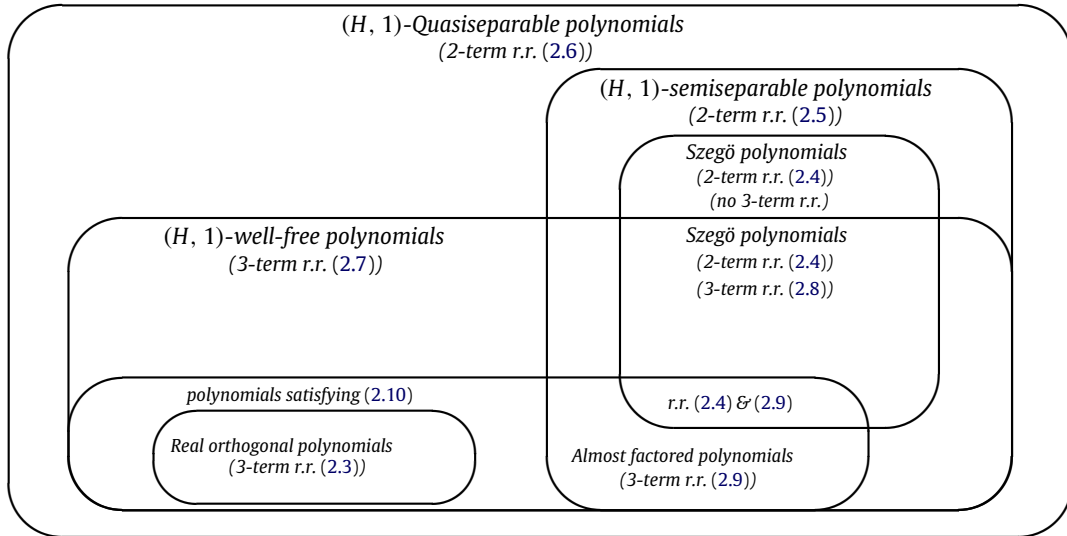 (H, 1)-Quasiseparable polynomials
(2-term r.r. (2.6))
(H, 1)-semiseparable polynomials
(2-term r.r. (2.5))
Szegö polynomials
(2-term r.r. (2.4))
(no 3-term r.r.)
(H, 1)-well-free polynomials
(3-term r.r. (2.7))
Szegö polynomials
(2-term r.r. (2.4))
(3-term r.r. (2.8))
polynomials satisfying (2.10)
r.r. (2.4) & (2.9)
Real orthogonal polynomials
(3-term r.r. (2.3))
Almost factored polynomials
(3-term r.r. (2.9))